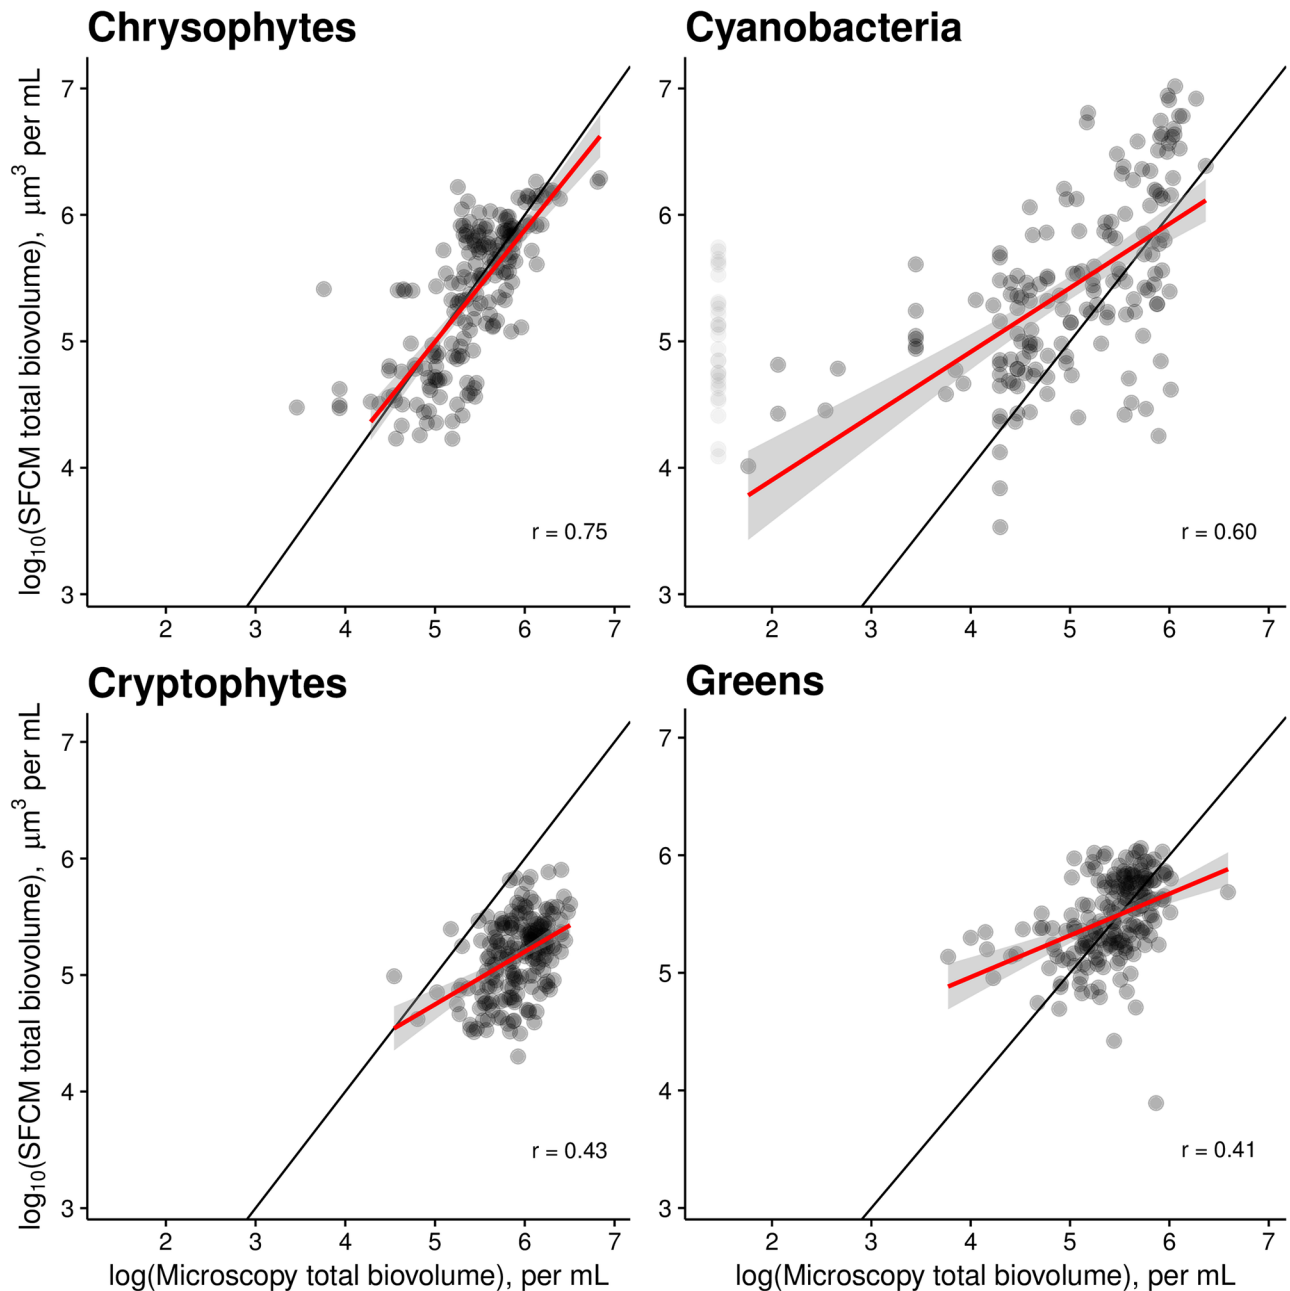 Chrysophytes
Cyanobacteria
log10(SFCM total biovolume), μm³ per mL
7
6
5
4
3
2 3 4 5 6 7
r = 0.75
7
6
5
4
3
2 3 4 5 6 7
r = 0.60
Cryptophytes
Greens
log10(SFCM total biovolume), μm³ per mL
7
6
5
4
3
2 3 4 5 6 7
r = 0.43
log(Microscopy total biovolume), per mL
7
6
5
4
3
2 3 4 5 6 7
r = 0.41
log(Microscopy total biovolume), per mL